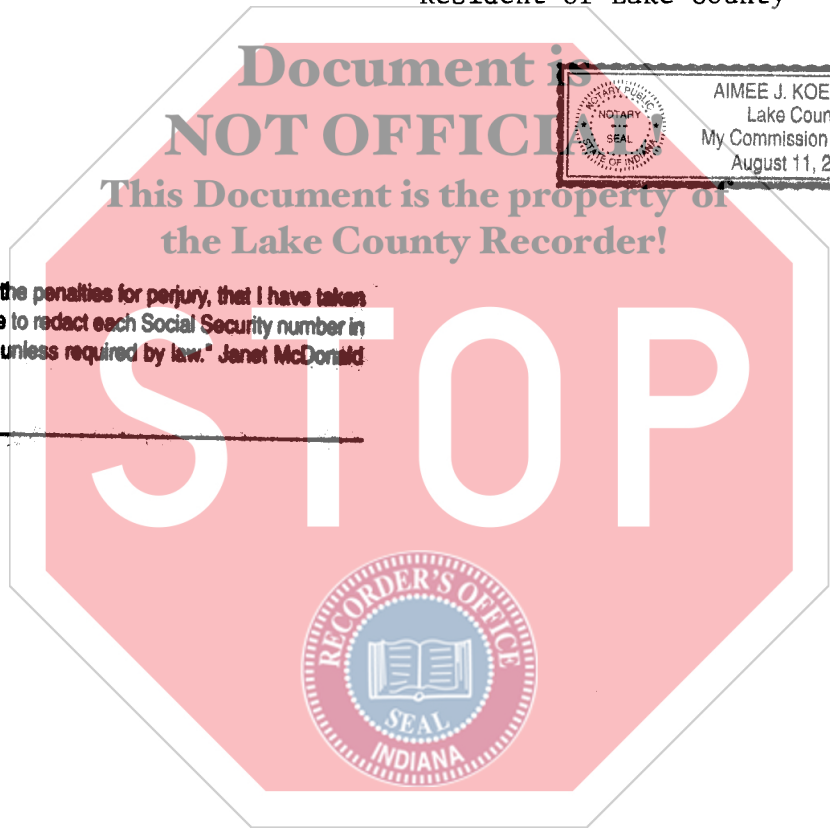 Resident of Lake County
Document is
NOT OFFICIAL!
This Document is the property of
the Lake County Recorder!
NOTARY PUBLIC
NOTARY
SEAL
STATE OF INDIANA
AIMEE J. KOE
Lake Coun
My Commission
August 11, 2
the penalties for perjury, that I have taken
to redact each Social Security number in
unless required by law." Janet McDonald
STOP
RECORDER'S OFFICE
SEAL
INDIANA